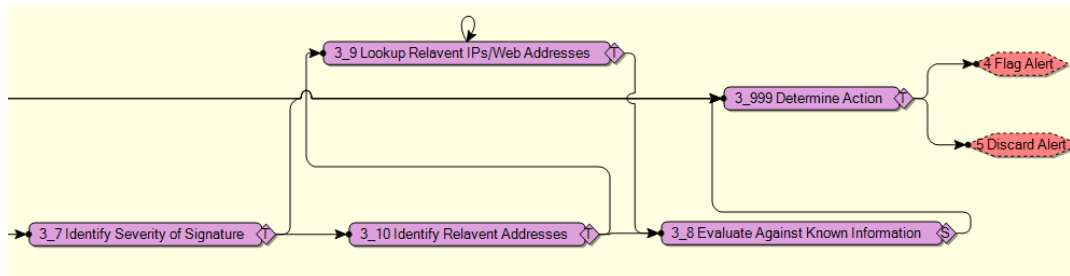 3_9 Lookup Relavent IPs/Web Addresses T
4 Flag Alert
3_999 Determine Action T
5 Discard Alert
3_7 Identify Severity of Signature T
3_10 Identify Relavent Addresses T
3_8 Evaluate Against Known Information S